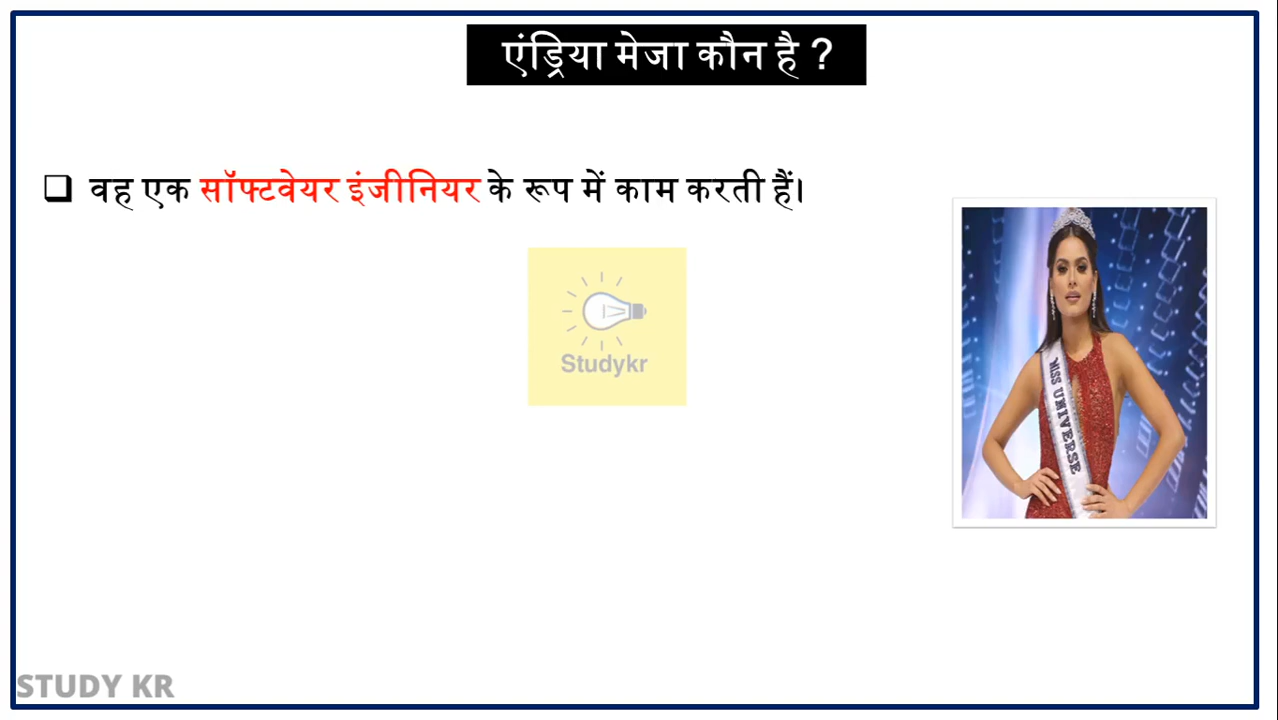 एंड्रिया मेजा कौन है ?
वह एक सॉफ्टवेयर इंजीनियर के रूप में काम करती हैं।
Studykr
MISS UNIVERSE
STUDY KR